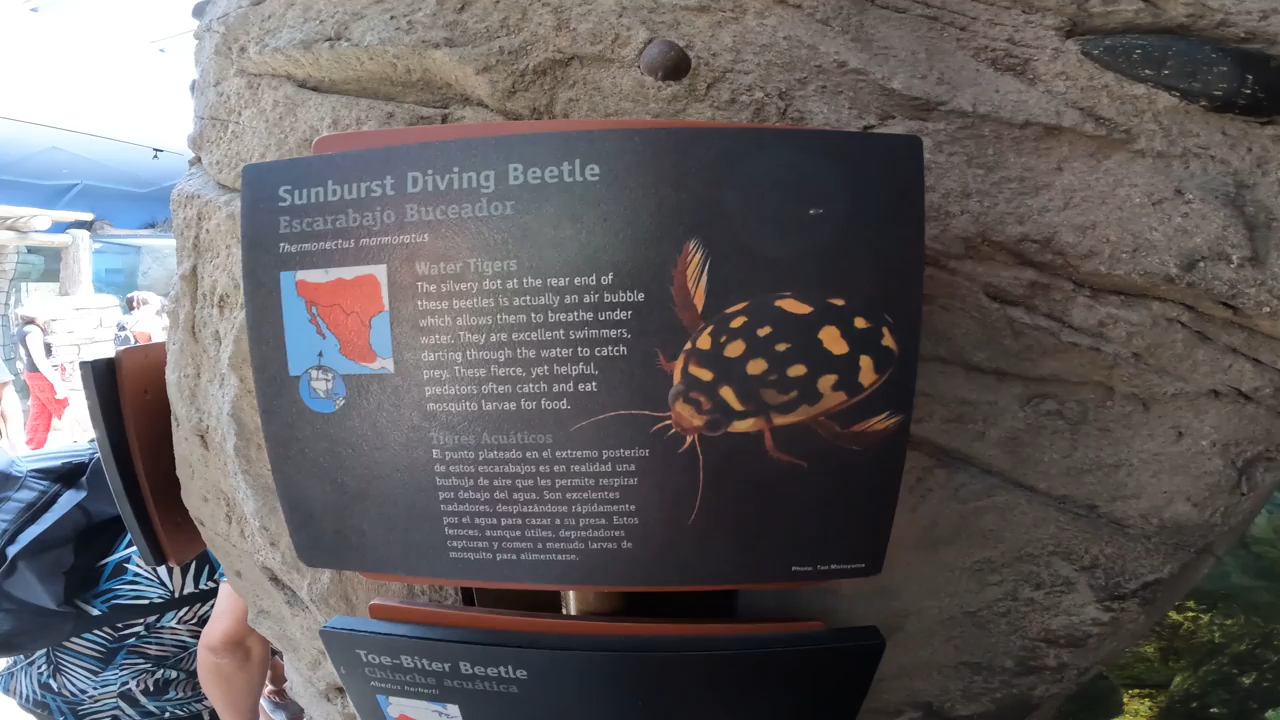 Sunburst Diving Beetle
Escarabajo Buceador
Thermonectus marmoratus
Water Tigers
The silvery dot at the rear end of
these beetles is actually an air bubble
which allows them to breathe under
water. They are excellent swimmers,
darting through the water to catch
prey. These fierce, yet helpful,
predators often catch and eat
mosquito larvae for food.
Tigres Acuáticos
El punto plateado en el extremo posterior
de estos escarabajos es en realidad una
burbuja de aire que les permite respirar
por debajo del agua. Son excelentes
nadadores, desplazándose rápidamente
por el agua para cazar a su presa. Estos
feroces, aunque útiles, depredadores
capturan y comen a menudo larvas de
mosquito para alimentarse.
Photo: Tad Motoyama
Toe-Biter Beetle
Chinche acuática
Abedus herberti